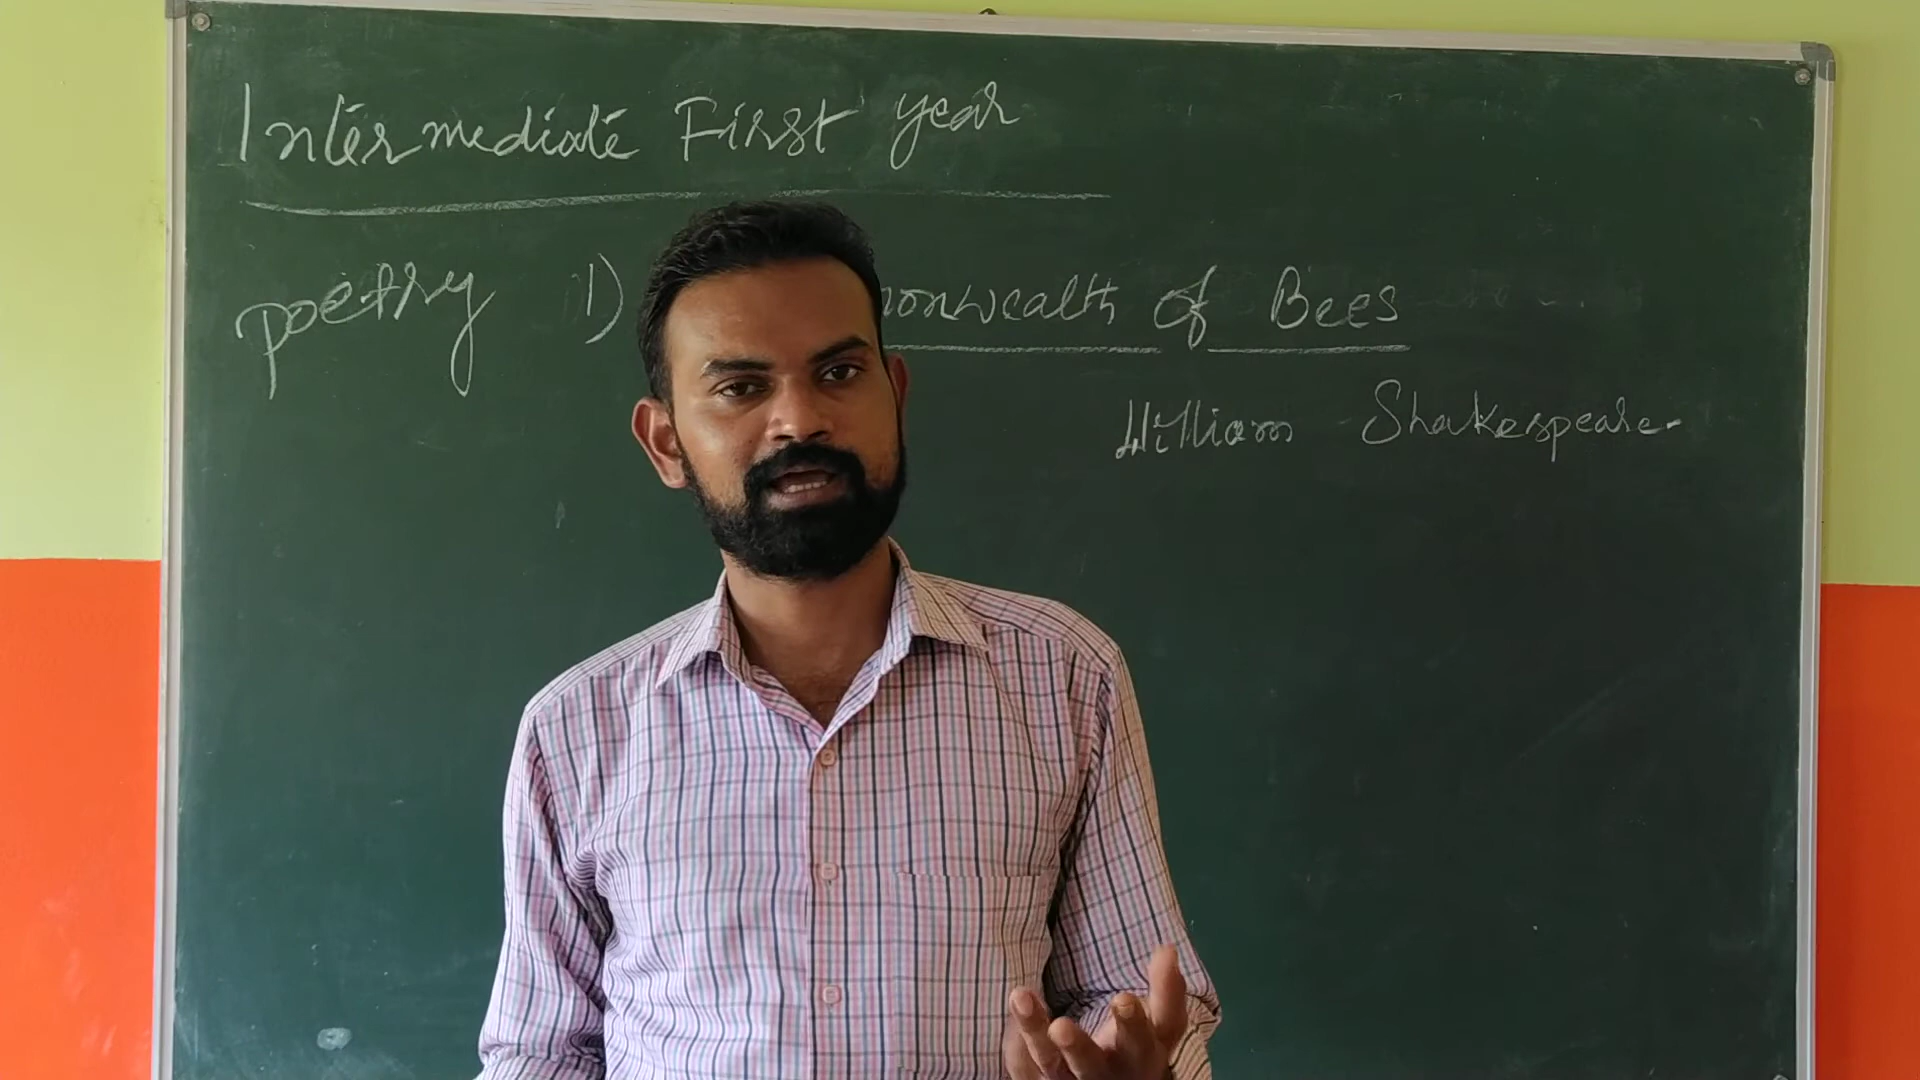 Intermediate First year
poetry 1) monwealth of Bees
William Shakespeare.